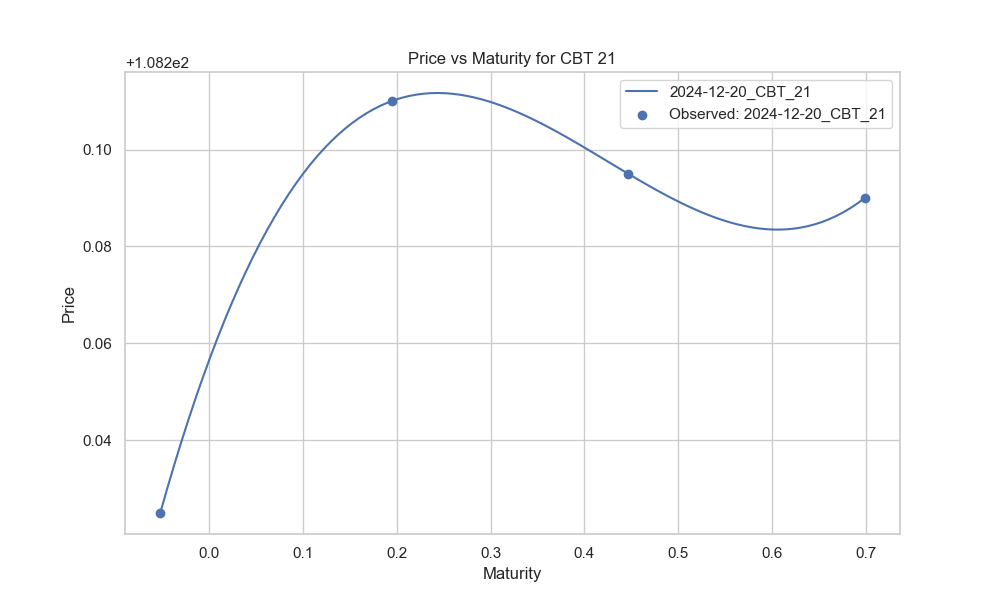 Price vs Maturity for CBT 21
+1.082e2
2024-12-20_CBT_21
Observed: 2024-12-20_CBT_21
0.10
0.08
0.06
0.04
Price
0.0 0.1 0.2 0.3 0.4 0.5 0.6 0.7
Maturity